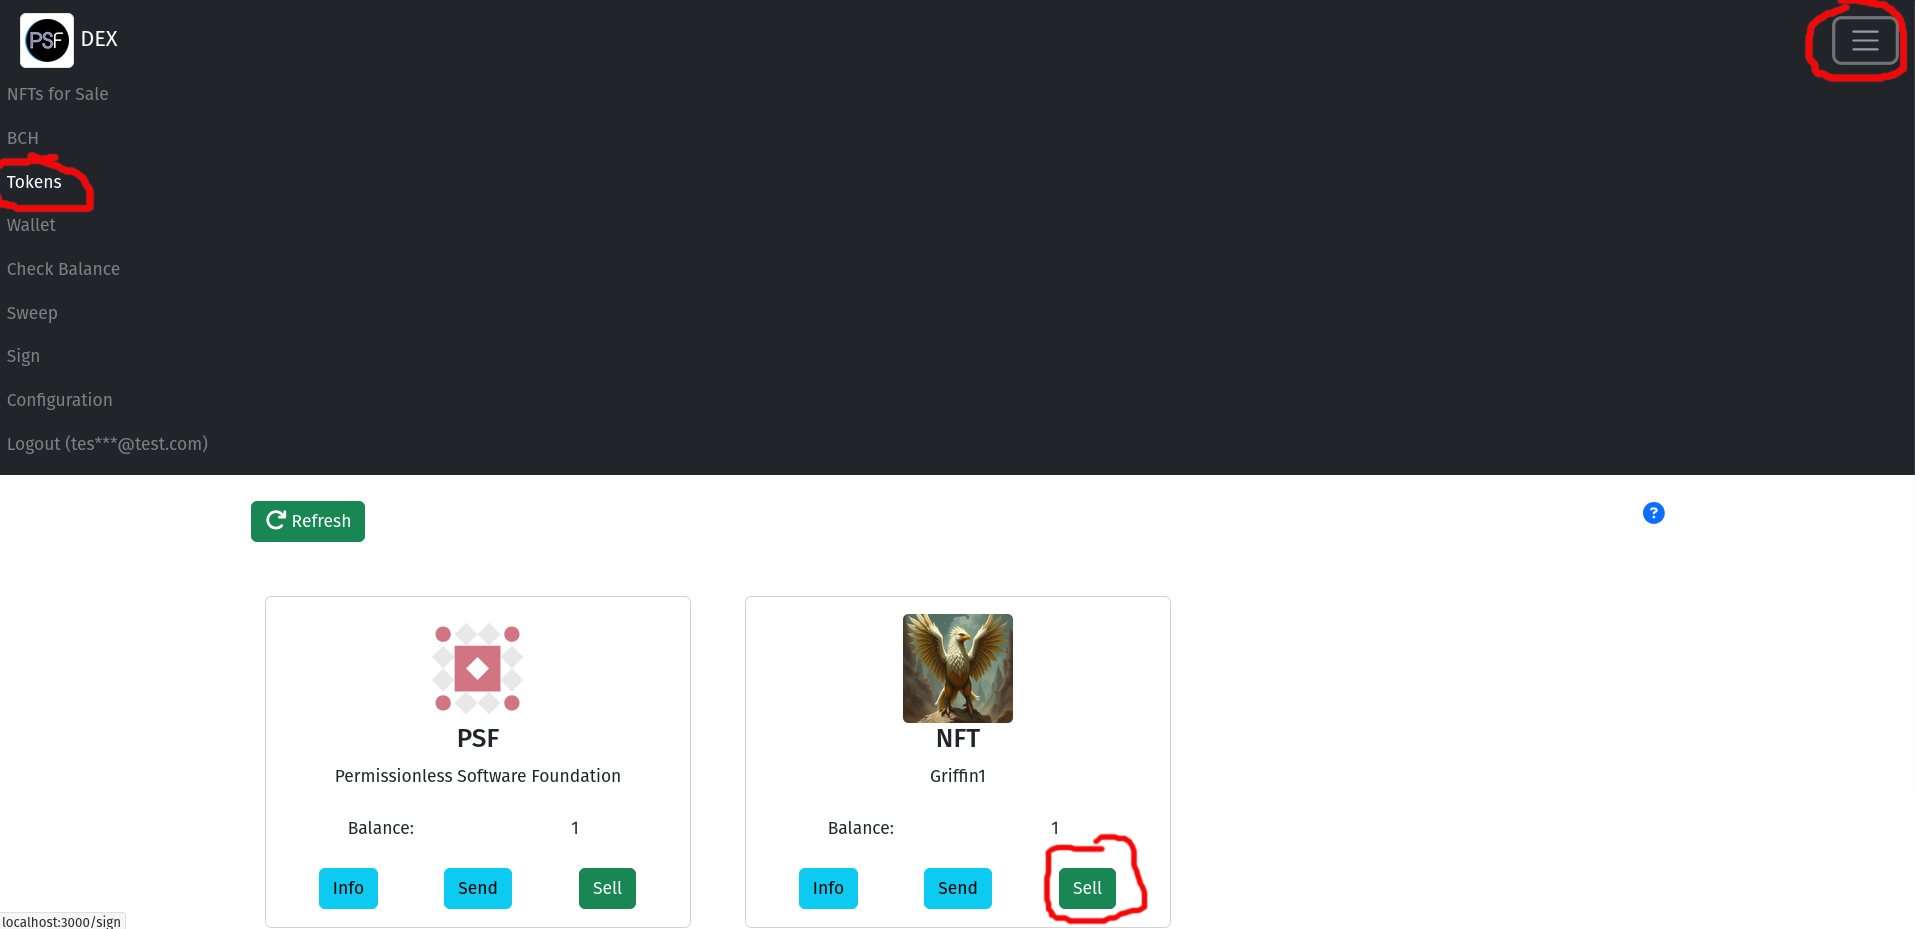 PSF DEX
NFTs for Sale
BCH
Tokens
Wallet
Check Balance
Sweep
Sign
Configuration
Logout (tes***@test.com)
Refresh
?
PSF
Permissionless Software Foundation
Balance: 1
Info Send Sell
NFT
Griffin1
Balance: 1
Info Send Sell
localhost:3000/sign